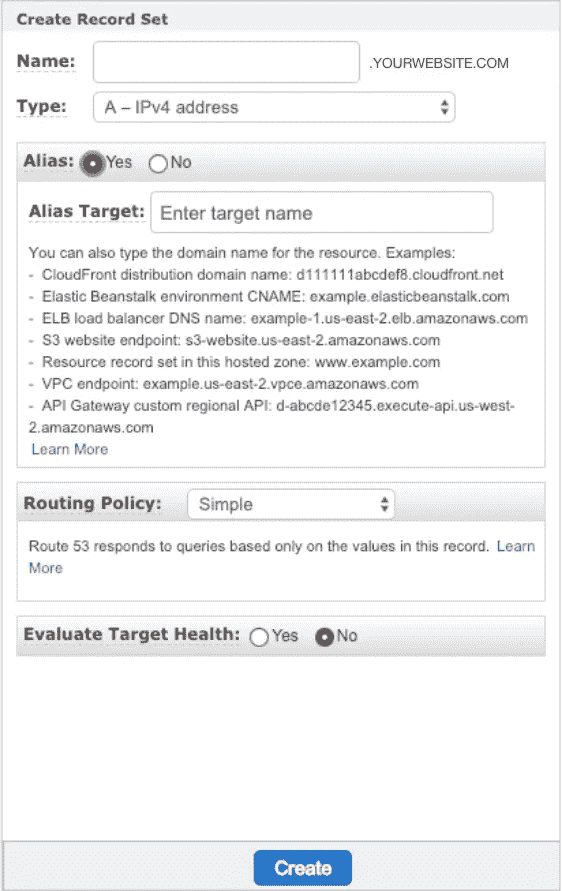 Create Record Set
Name: .YOURWEBSITE.COM
Type: A – IPv4 address
Alias: Yes No
Alias Target: Enter target name
You can also type the domain name for the resource. Examples:
- CloudFront distribution domain name: d111111abcdef8.cloudfront.net
- Elastic Beanstalk environment CNAME: example.elasticbeanstalk.com
- ELB load balancer DNS name: example-1.us-east-2.elb.amazonaws.com
- S3 website endpoint: s3-website.us-east-2.amazonaws.com
- Resource record set in this hosted zone: www.example.com
- VPC endpoint: example.us-east-2.vpce.amazonaws.com
- API Gateway custom regional API: d-abcde12345.execute-api.us-west-
2.amazonaws.com
Learn More
Routing Policy: Simple
Route 53 responds to queries based only on the values in this record. Learn
More
Evaluate Target Health: Yes No
Create